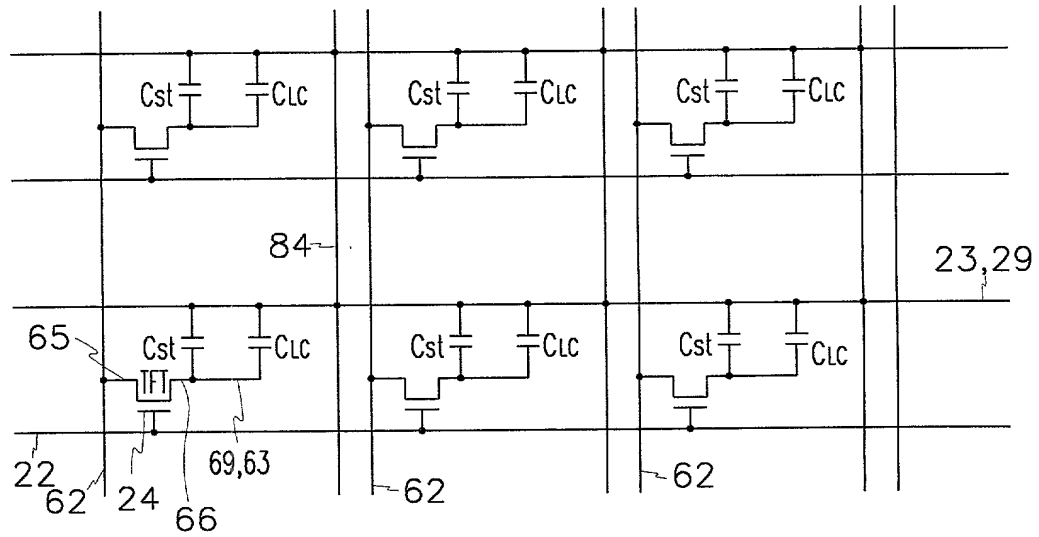 Cst CLC Cst CLC Cst CLC
84
23,29
65 Cst CLC Cst CLC Cst CLC
TFT
22 62 24 69,63 66 62 62